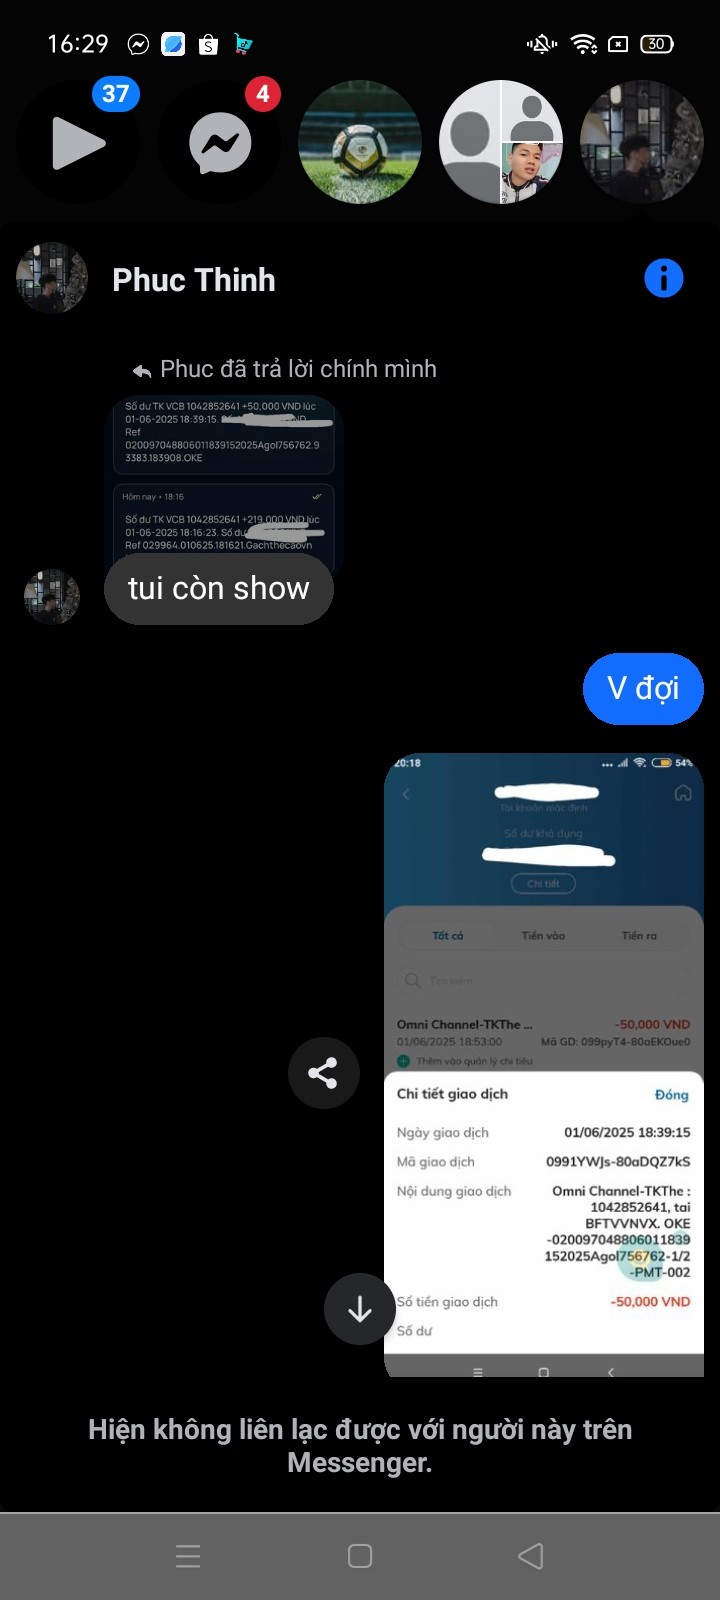 16:29
30
37
4
Phuc Thinh
Phuc đã trả lời chính mình
Số dư TK VCB 1042852641 +50,000 VND lúc
01-06-2025 18:39:15.
Ref
020097048806011839152025Agol756762.9
3383.183908.OKE
Hôm nay • 18:16
Số dư TK VCB 1042852641 +219,000 VND lúc
01-06-2025 18:16:23. Số dư
Ref 029964.010625.181621.Gachthecaovn
tui còn show
V đợi
20:18
54%
Tài khoản mặc định
Số dư khả dụng
Chi tiết
Tất cả
Tiền vào
Tiền ra
Tìm kiếm
Omni Channel-TKThe ...
-50,000 VND
01/06/2025 18:53:00
Mã GD: 099pyT4-80aEKOue0
Thêm vào quản lý chi tiêu
Chi tiết giao dịch
Đóng
Ngày giao dịch
01/06/2025 18:39:15
Mã giao dịch
0991YWJs-80aDQZ7kS
Nội dung giao dịch
Omni Channel-TKThe :
1042852641, tai
BFTVVNVX. OKE
-020097048806011839
152025Agol756762-1/2
-PMT-002
Số tiền giao dịch
-50,000 VND
Số dư
Hiện không liên lạc được với người này trên
Messenger.